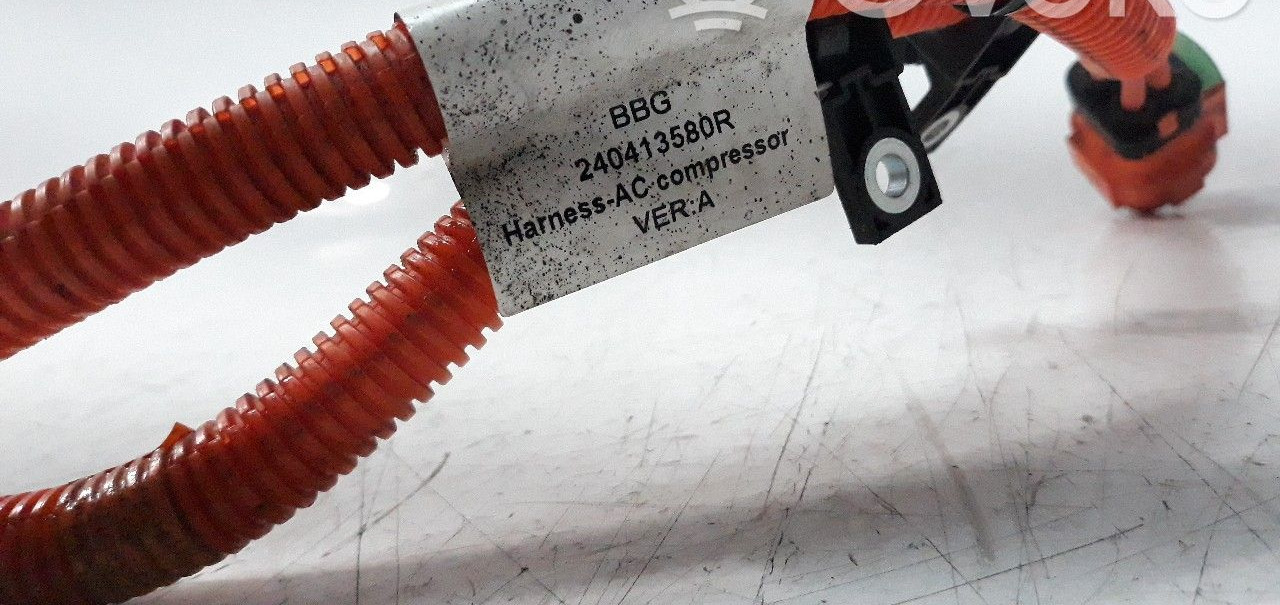 BBG
240413580R
Harness-AC compressor
VER:A